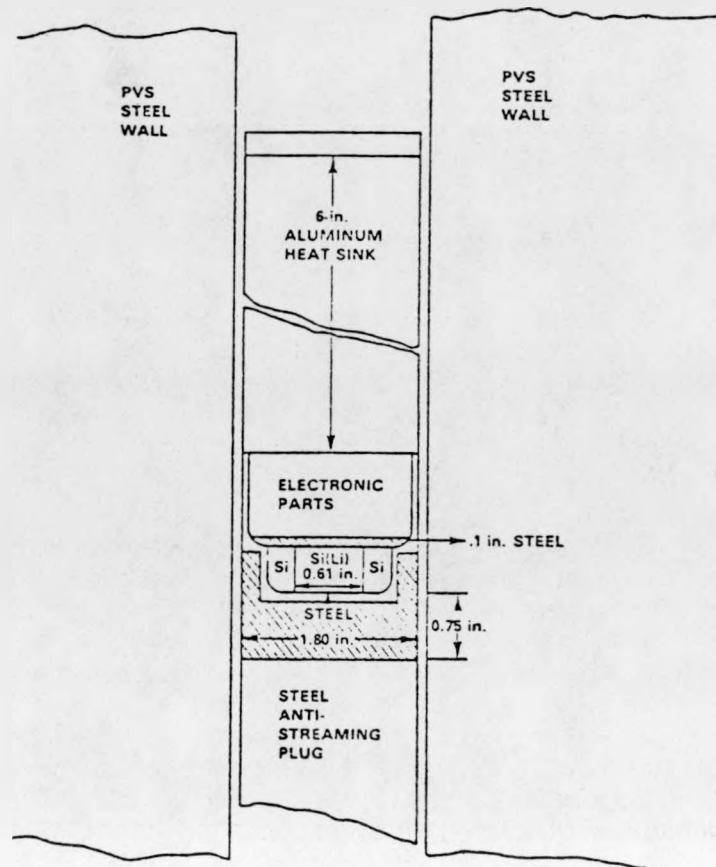 PVS
STEEL
WALL
PVS
STEEL
WALL
6-in.
ALUMINUM
HEAT SINK
ELECTRONIC
PARTS
.1 in. STEEL
Si
Si(Li)
0.61 in.
Si
STEEL
1.80 in.
0.75 in.
STEEL
ANTI-
STREAMING
PLUG